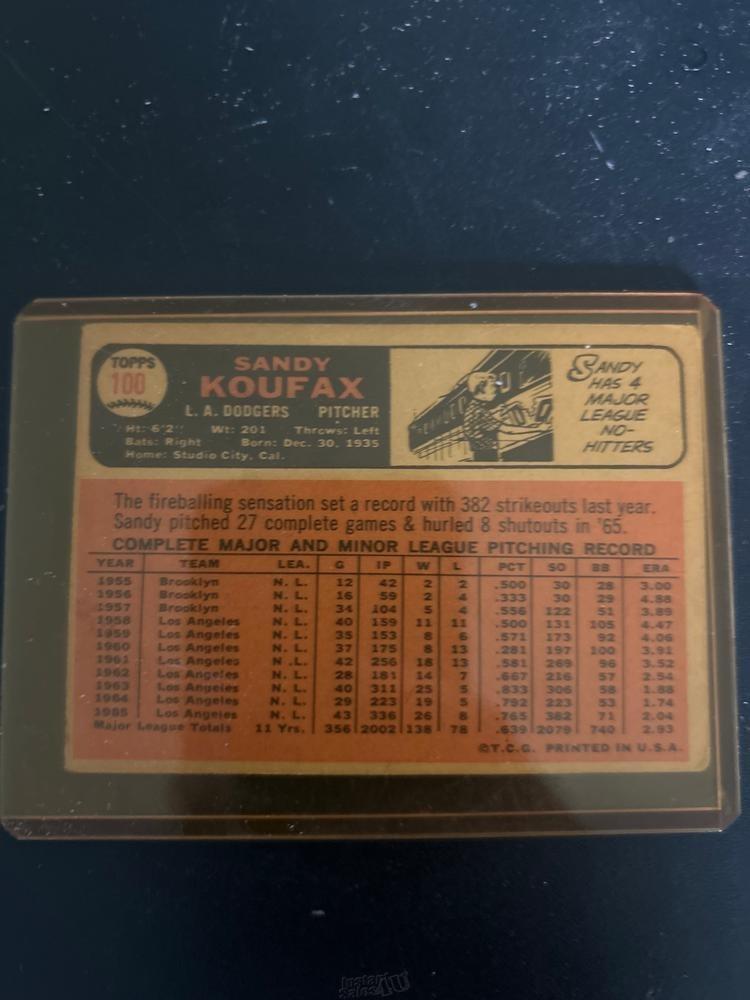 TOPPS
100
SANDY
KOUFAX
L. A. DODGERS PITCHER
Ht: 6'2" Wt: 201 Throws: Left
Bats: Right Born: Dec. 30, 1935
Home: Studio City, Cal.
SANDY
HAS 4
MAJOR
LEAGUE
NO-
HITTERS
The fireballing sensation set a record with 382 strikeouts last year.
Sandy pitched 27 complete games & hurled 8 shutouts in '65.
COMPLETE MAJOR AND MINOR LEAGUE PITCHING RECORD
YEAR TEAM LEA. G IP W L PCT SO BB ERA
1955 Brooklyn N. L. 12 42 2 2 .500 30 28 3.00
1956 Brooklyn N. L. 16 59 2 4 .333 30 29 4.88
1957 Brooklyn N. L. 34 104 5 4 .556 122 51 3.89
1958 Los Angeles N. L. 40 159 11 11 .500 131 105 4.47
1959 Los Angeles N. L. 35 153 8 6 .571 173 92 4.06
1960 Los Angeles N. L. 37 175 8 13 .281 197 100 3.91
1961 Los Angeles N .L. 42 256 18 13 .581 269 96 3.52
1962 Los Angeles N. L. 28 181 14 7 .667 216 57 2.54
1963 Los Angeles N. L. 40 311 25 5 .833 306 58 1.88
1964 Los Angeles N. L. 29 223 19 5 .792 223 53 1.74
1965 Los Angeles N. L. 43 336 26 8 .765 382 71 2.04
Major League Totals 11 Yrs. 356 2002 138 78 .639 2079 740 2.93
©T.C.G. PRINTED IN U.S.A.